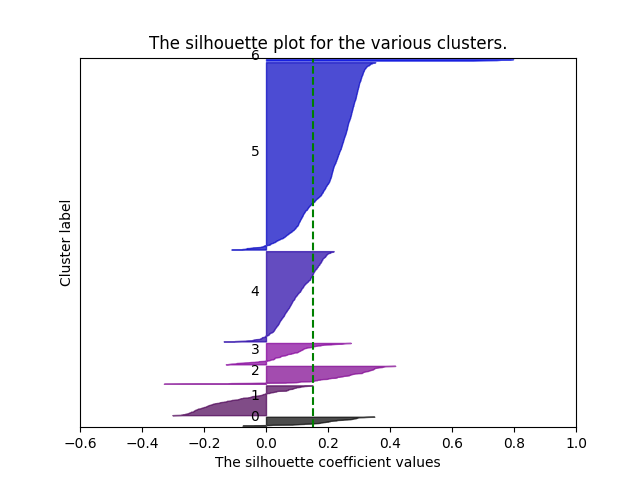 The silhouette plot for the various clusters.
6
5
4
3
2
1
0
Cluster label
−0.6 −0.4 −0.2 0.0 0.2 0.4 0.6 0.8 1.0
The silhouette coefficient values